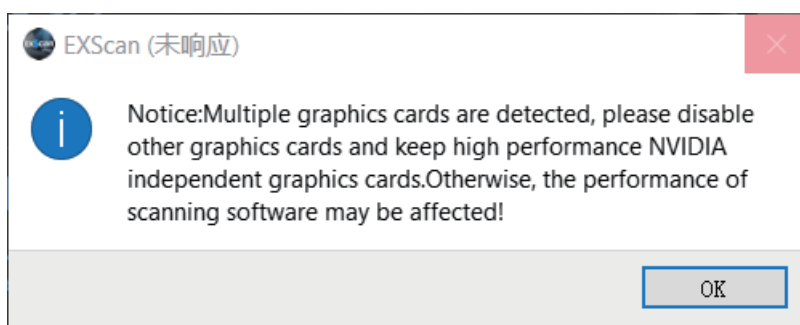 EXScan (未响应)
Notice:Multiple graphics cards are detected, please disable
other graphics cards and keep high performance NVIDIA
independent graphics cards.Otherwise, the performance of
scanning software may be affected!
OK